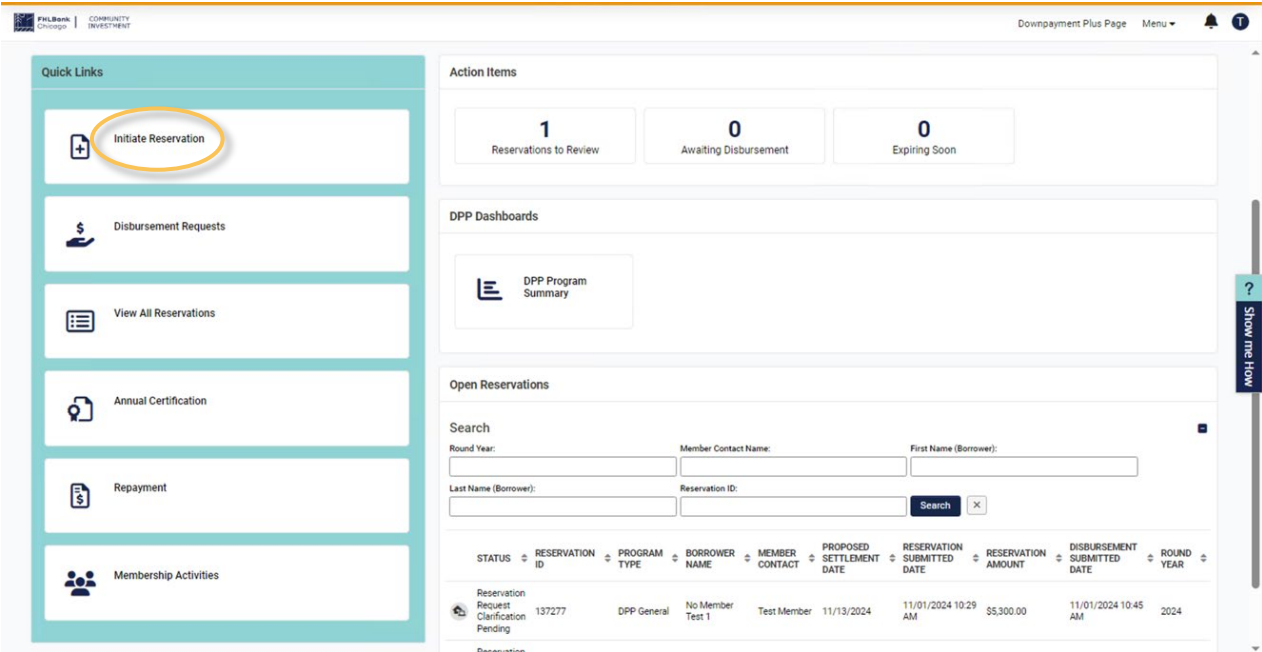 FHLBank Chicago | COMMUNITY INVESTMENT
Downpayment Plus Page
Menu
T
Quick Links
Initiate Reservation
Disbursement Requests
View All Reservations
Annual Certification
Repayment
Membership Activities
Action Items
1
Reservations to Review
0
Awaiting Disbursement
0
Expiring Soon
DPP Dashboards
DPP Program
Summary
Open Reservations
Search
Round Year:
Member Contact Name:
First Name (Borrower):
Last Name (Borrower):
Reservation ID:
Search
STATUS
RESERVATION ID
PROGRAM TYPE
BORROWER NAME
MEMBER CONTACT
PROPOSED SETTLEMENT DATE
RESERVATION SUBMITTED DATE
RESERVATION AMOUNT
DISBURSEMENT SUBMITTED DATE
ROUND YEAR
Reservation
Request
Clarification
Pending
137277
DPP General
No Member
Test 1
Test Member
11/13/2024
11/01/2024 10:29
AM
$5,300.00
11/01/2024 10:45
AM
2024
Reservation
? Show me How